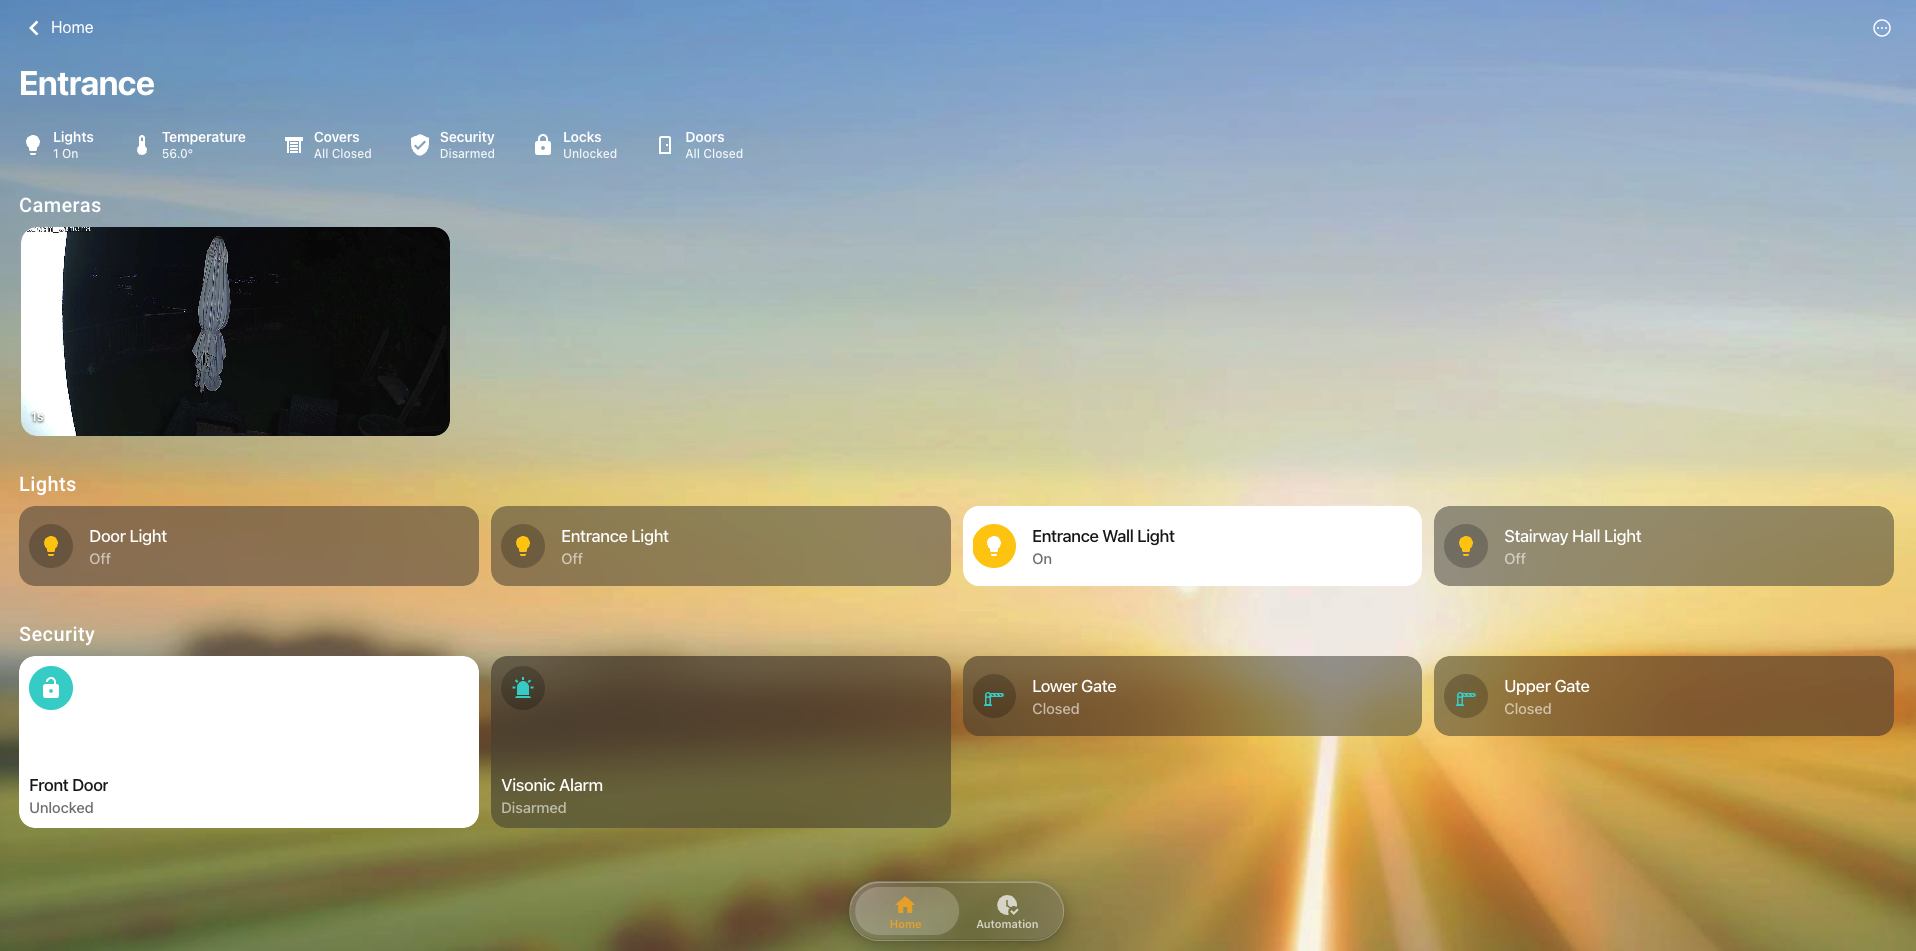 Home
Entrance
Lights
1 On
Temperature
56.0°
Covers
All Closed
Security
Disarmed
Locks
Unlocked
Doors
All Closed
Cameras
1s
Lights
Door Light
Off
Entrance Light
Off
Entrance Wall Light
On
Stairway Hall Light
Off
Security
Front Door
Unlocked
Visonic Alarm
Disarmed
Lower Gate
Closed
Upper Gate
Closed
Home
Automation